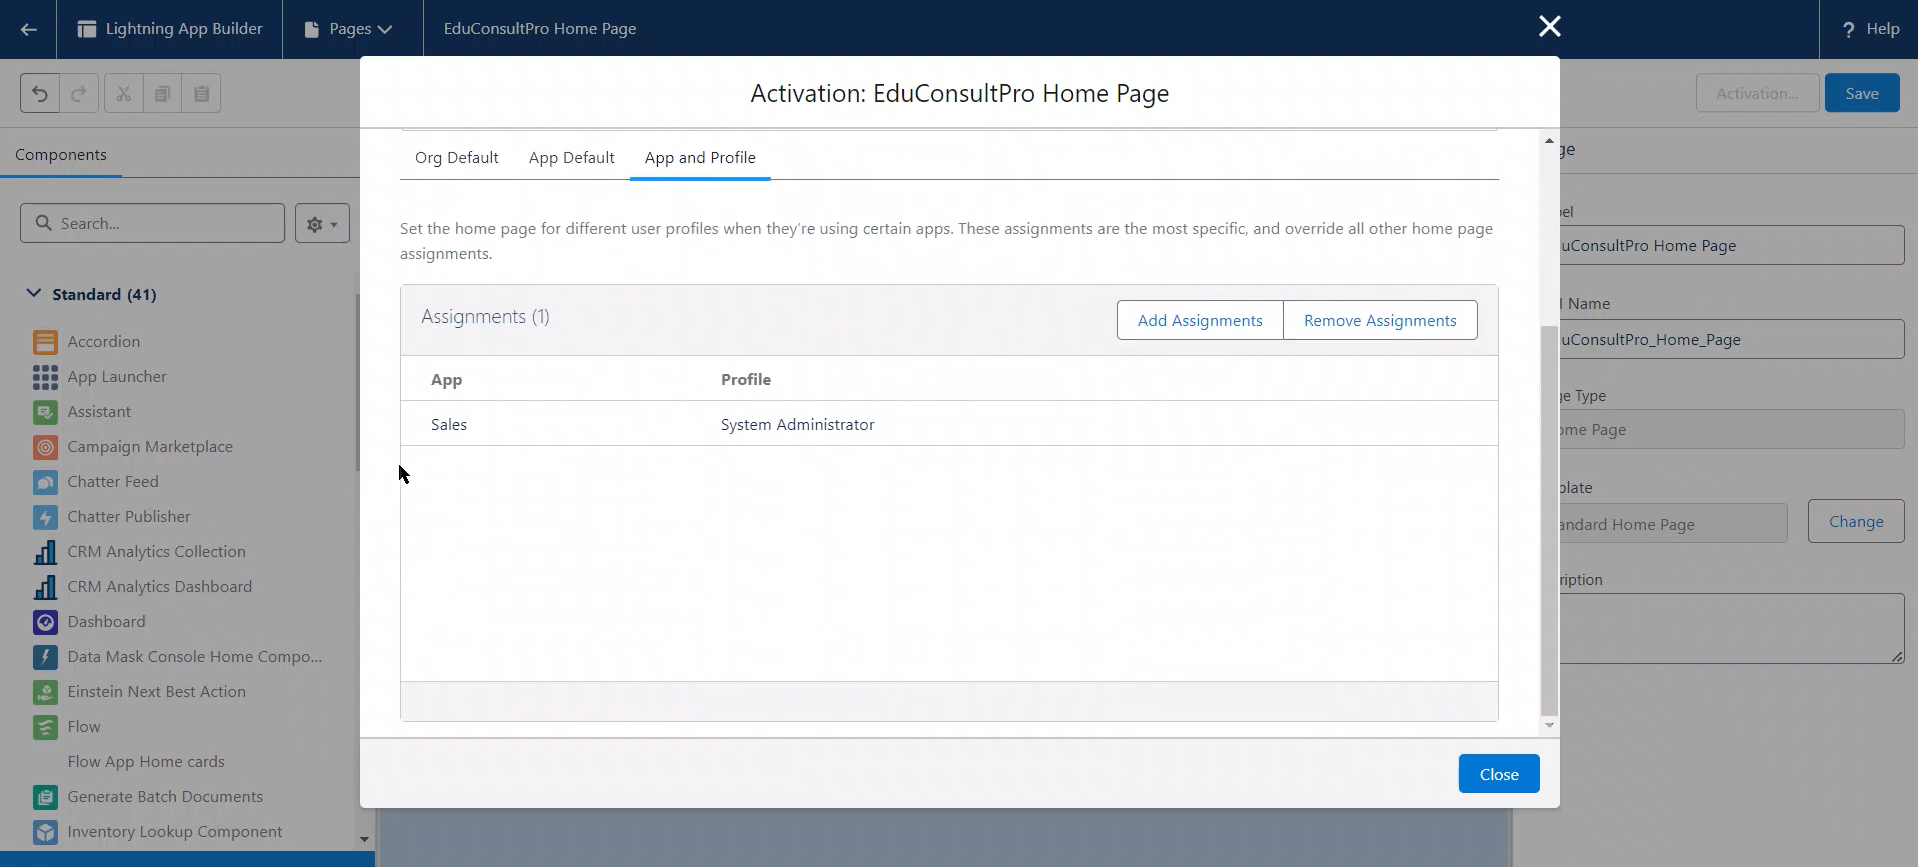 Lightning App Builder
Pages
EduConsultPro Home Page
? Help
Activation: EduConsultPro Home Page
Activation...
Save
Components
Org Default
App Default
App and Profile
ge
Search...
Set the home page for different user profiles when they're using certain apps. These assignments are the most specific, and override all other home page
assignments.
el
uConsultPro Home Page
Standard (41)
Assignments (1)
Add Assignments
Remove Assignments
I Name
uConsultPro_Home_Page
Accordion
App Launcher
Assistant
Campaign Marketplace
Chatter Feed
Chatter Publisher
CRM Analytics Collection
CRM Analytics Dashboard
Dashboard
Data Mask Console Home Compo...
Einstein Next Best Action
Flow
Flow App Home cards
Generate Batch Documents
Inventory Lookup Component
App
Profile
Sales
System Administrator
ge Type
ome Page
plate
andard Home Page
Change
ription
Close